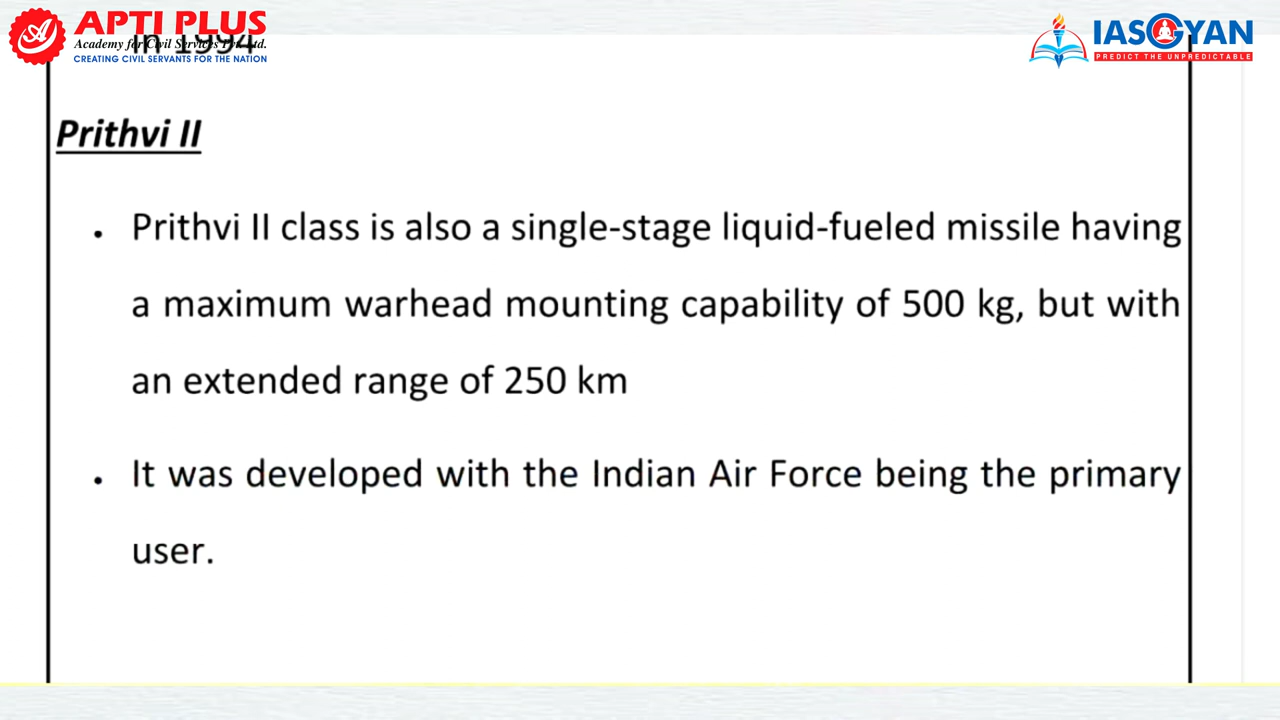 APTI PLUS
Academy for Civil Services Pvt. Ltd.
CREATING CIVIL SERVANTS FOR THE NATION
IASGYAN
PREDICT THE UNPREDICTABLE
in 1994
Prithvi II
• Prithvi II class is also a single-stage liquid-fueled missile having
a maximum warhead mounting capability of 500 kg, but with
an extended range of 250 km
• It was developed with the Indian Air Force being the primary
user.